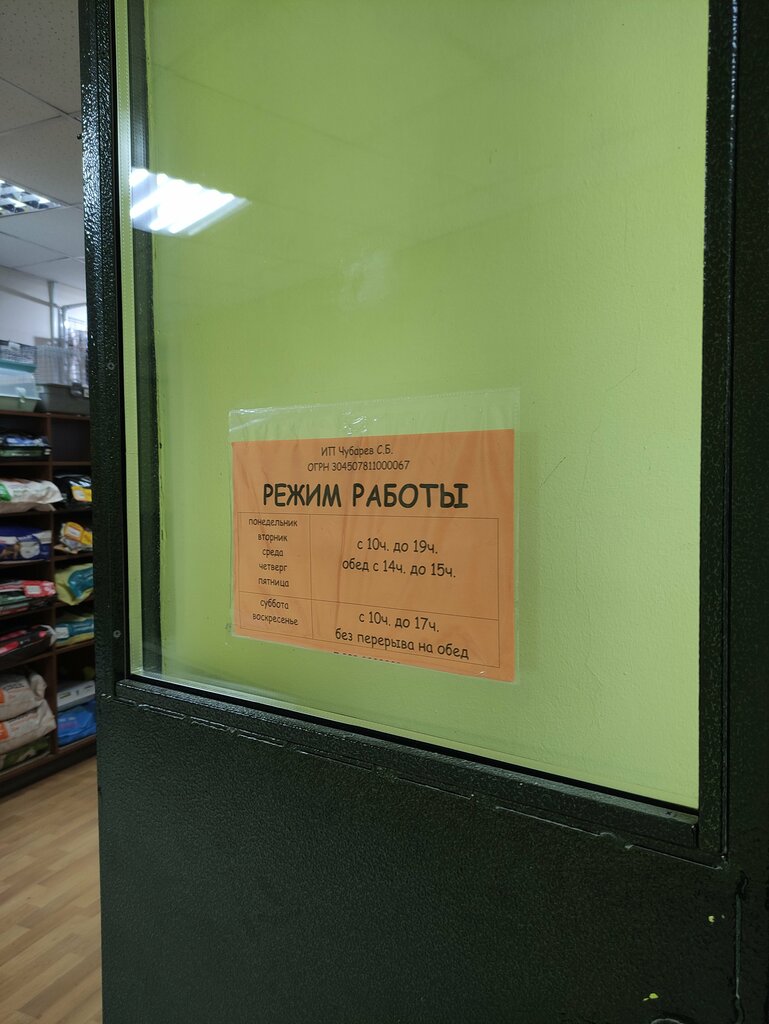 ИП Чубарев С.Б.
ОГРН 304507811000067
РЕЖИМ РАБОТЫ
понедельник
вторник
среда
четверг
пятница
с 10ч. до 19ч.
обед с 14ч. до 15ч.
суббота
воскресенье
с 10ч. до 17ч.
без перерыва на обед